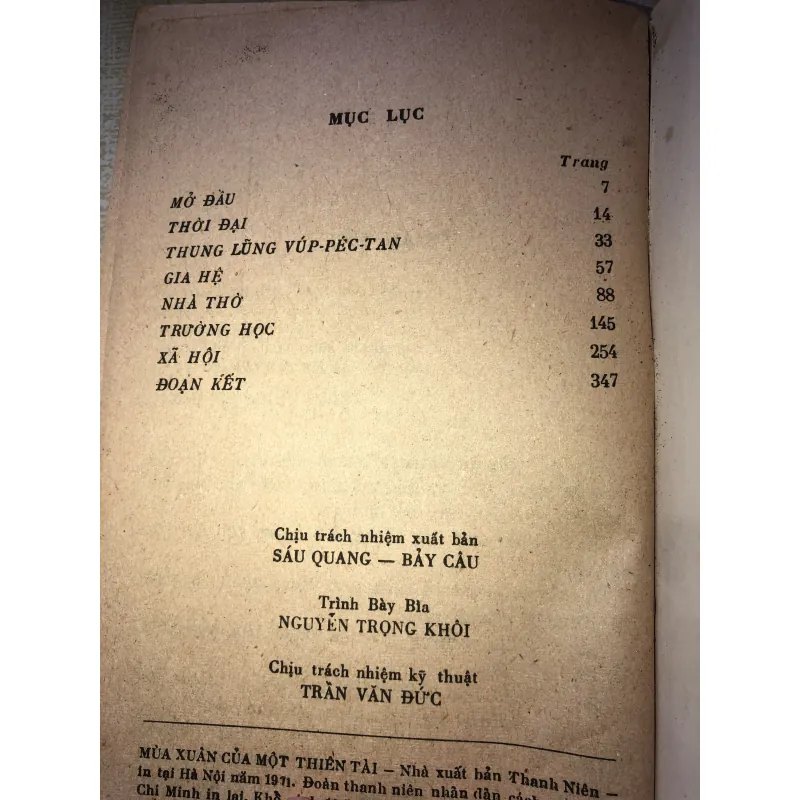 MỤC LỤC
Trang
MỞ ĐẦU 7
THỜI ĐẠI 14
THUNG LŨNG VÚP-PÉC-TAN 33
GIA HỆ 57
NHÀ THỜ 88
TRƯỜNG HỌC 145
XÃ HỘI 254
ĐOẠN KẾT 347
Chịu trách nhiệm xuất bản
SÁU QUANG — BẢY CÂU
Trình Bày Bìa
NGUYỄN TRỌNG KHÔI
Chịu trách nhiệm kỹ thuật
TRẦN VĂN ĐỨC
MÙA XUÂN CỦA MỘT THIÊN TÀI — Nhà xuất bản Thanh Niên —
in tại Hà Nội năm 1971. Đoàn thanh niên nhân dân cách
Chí Minh in lại. Khổ